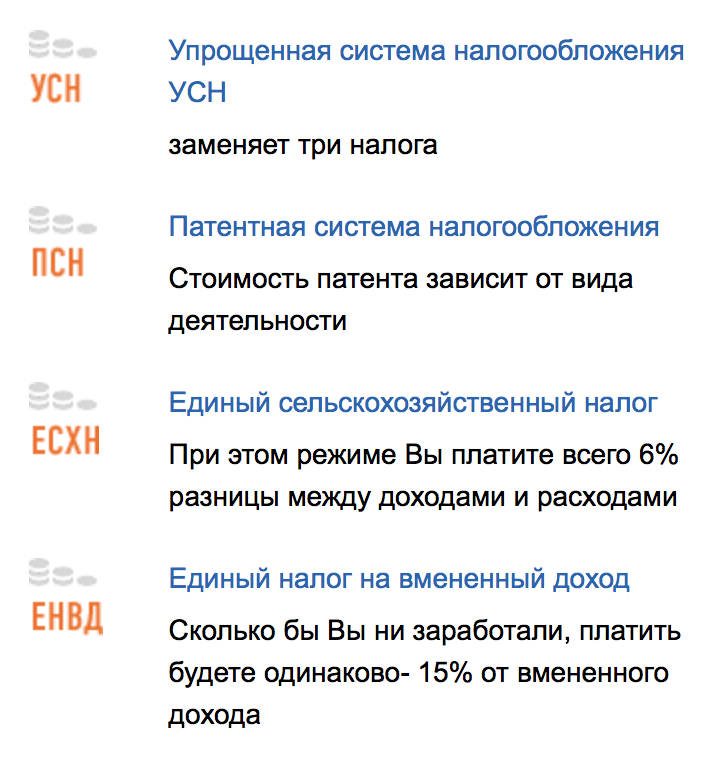 УСН
Упрощенная система налогообложения
УСН
заменяет три налога
ПСН
Патентная система налогообложения
Стоимость патента зависит от вида
деятельности
ЕСХН
Единый сельскохозяйственный налог
При этом режиме Вы платите всего 6%
разницы между доходами и расходами
ЕНВД
Единый налог на вмененный доход
Сколько бы Вы ни заработали, платить
будете одинаково- 15% от вмененного
дохода